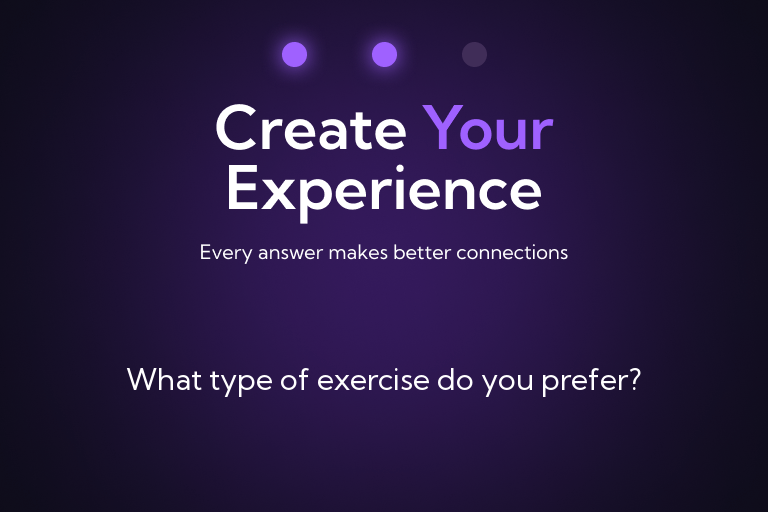 Create Your
Experience
Every answer makes better connections
What type of exercise do you prefer?